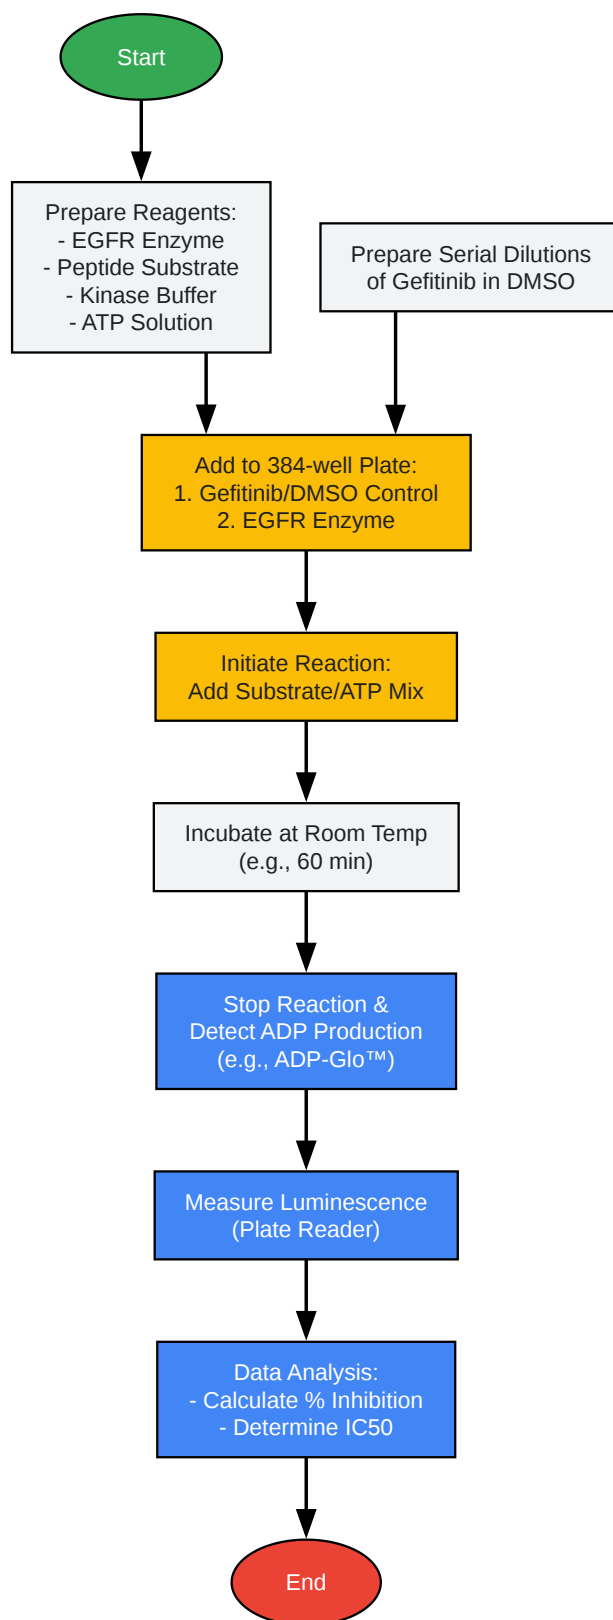 Start
Prepare Reagents:
- EGFR Enzyme
- Peptide Substrate
- Kinase Buffer
- ATP Solution
Prepare Serial Dilutions
of Gefitinib in DMSO
Add to 384-well Plate:
1. Gefitinib/DMSO Control
2. EGFR Enzyme
Initiate Reaction:
Add Substrate/ATP Mix
Incubate at Room Temp
(e.g., 60 min)
Stop Reaction &
Detect ADP Production
(e.g., ADP-Glo™)
Measure Luminescence
(Plate Reader)
Data Analysis:
- Calculate % Inhibition
- Determine IC50
End